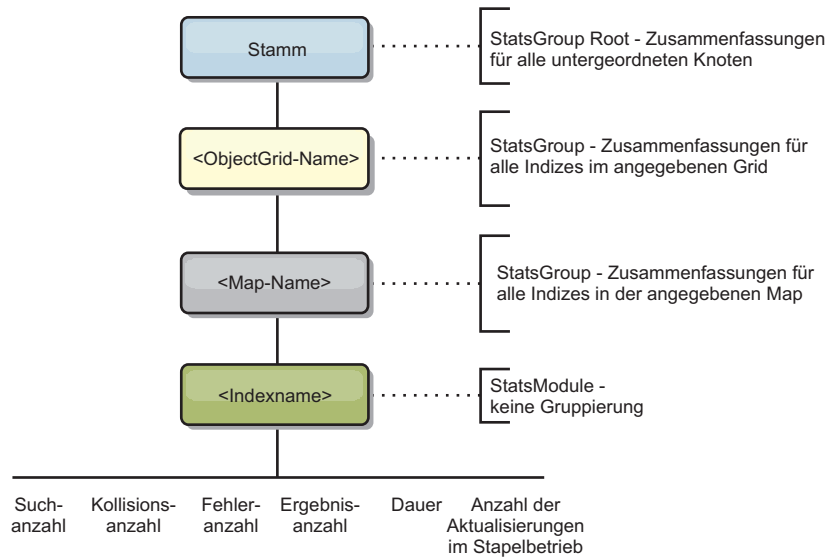 Stamm
StatsGroup Root - Zusammenfassungen
für alle untergeordneten Knoten
<ObjectGrid-Name>
StatsGroup - Zusammenfassungen für
alle Indizes im angegebenen Grid
<Map-Name>
StatsGroup - Zusammenfassungen für
alle Indizes in der angegebenen Map
<Indexname>
StatsModule -
keine Gruppierung
Such-
anzahl
Kollisions-
anzahl
Fehler-
anzahl
Ergebnis-
anzahl
Dauer
Anzahl der
Aktualisierungen
im Stapelbetrieb